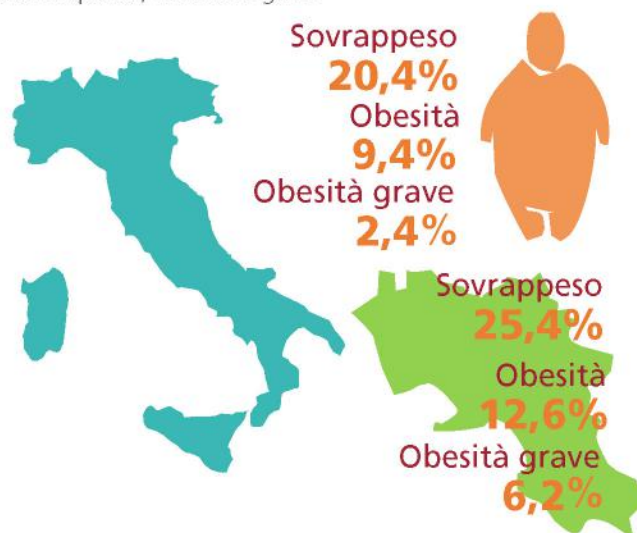 Sovrappeso
20,4%
Obesità
9,4%
Obesità grave
2,4%
Sovrappeso
25,4%
Obesità
12,6%
Obesità grave
6,2%